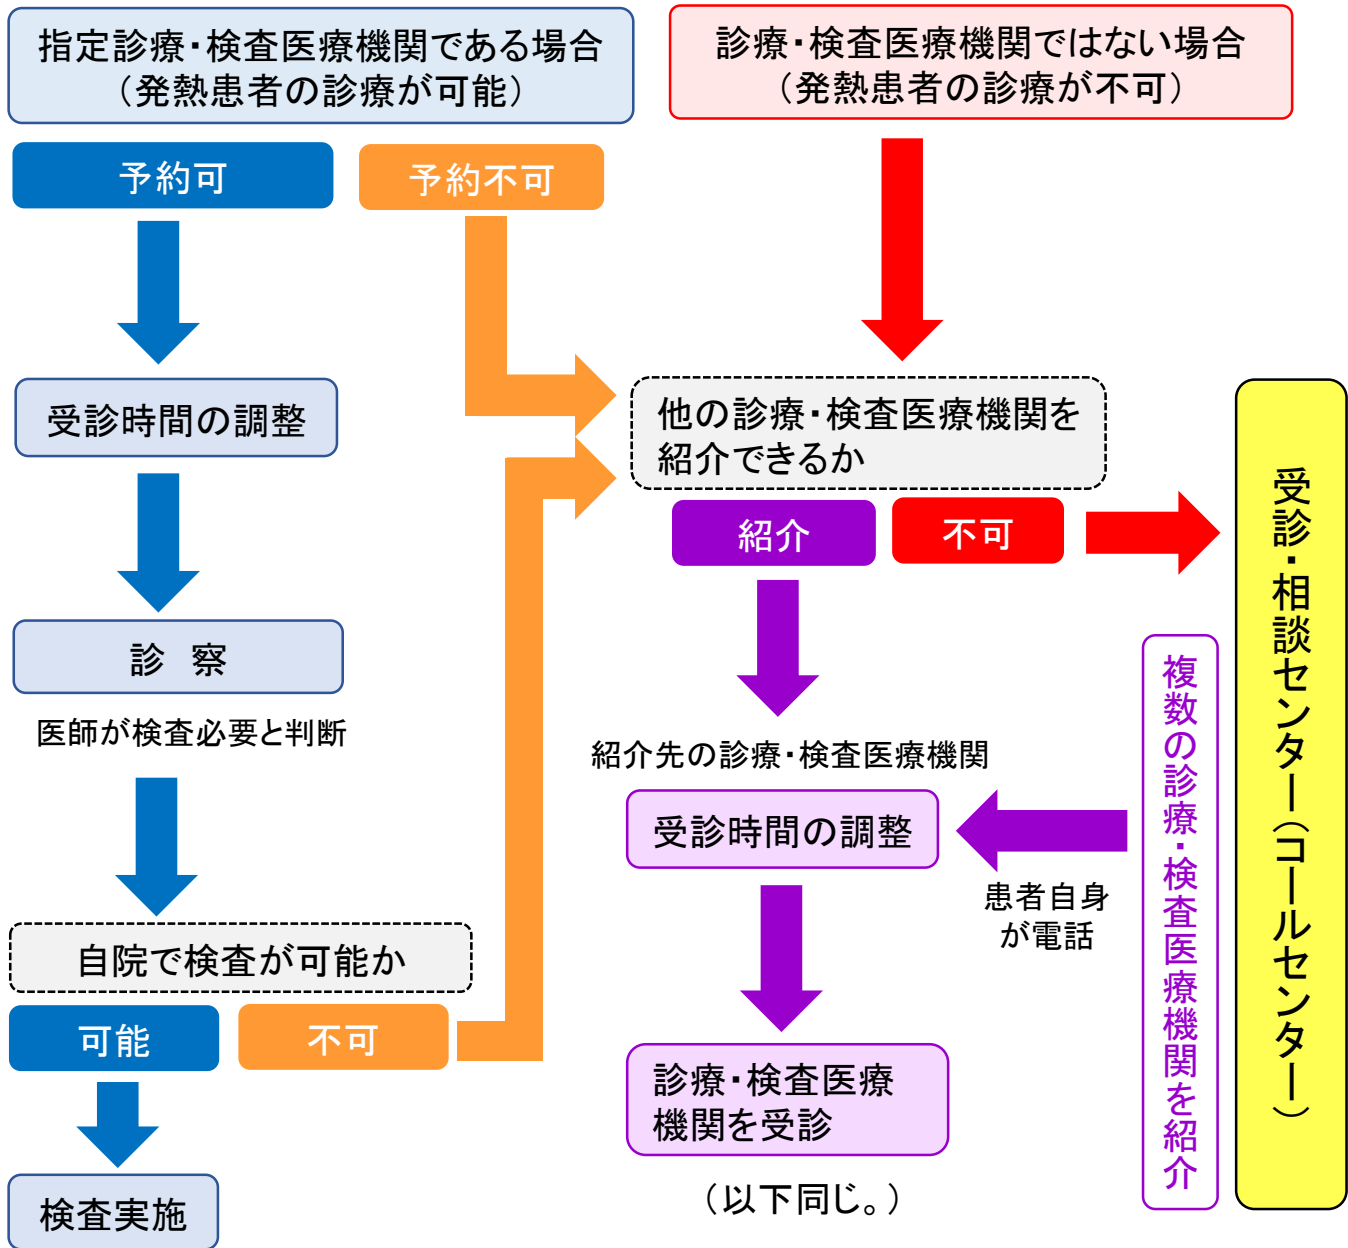 指定診療・検査医療機関である場合
（発熱患者の診療が可能）
診療・検査医療機関ではない場合
（発熱患者の診療が不可）
予約可
予約不可
受診時間の調整
他の診療・検査医療機関を
紹介できるか
紹介
不可
受診・相談センター（コールセンター）
診　察
医師が検査必要と判断
複数の診療・検査医療機関を紹介
紹介先の診療・検査医療機関
受診時間の調整
患者自身
が電話
自院で検査が可能か
可能
不可
診療・検査医療
機関を受診
（以下同じ。）
検査実施